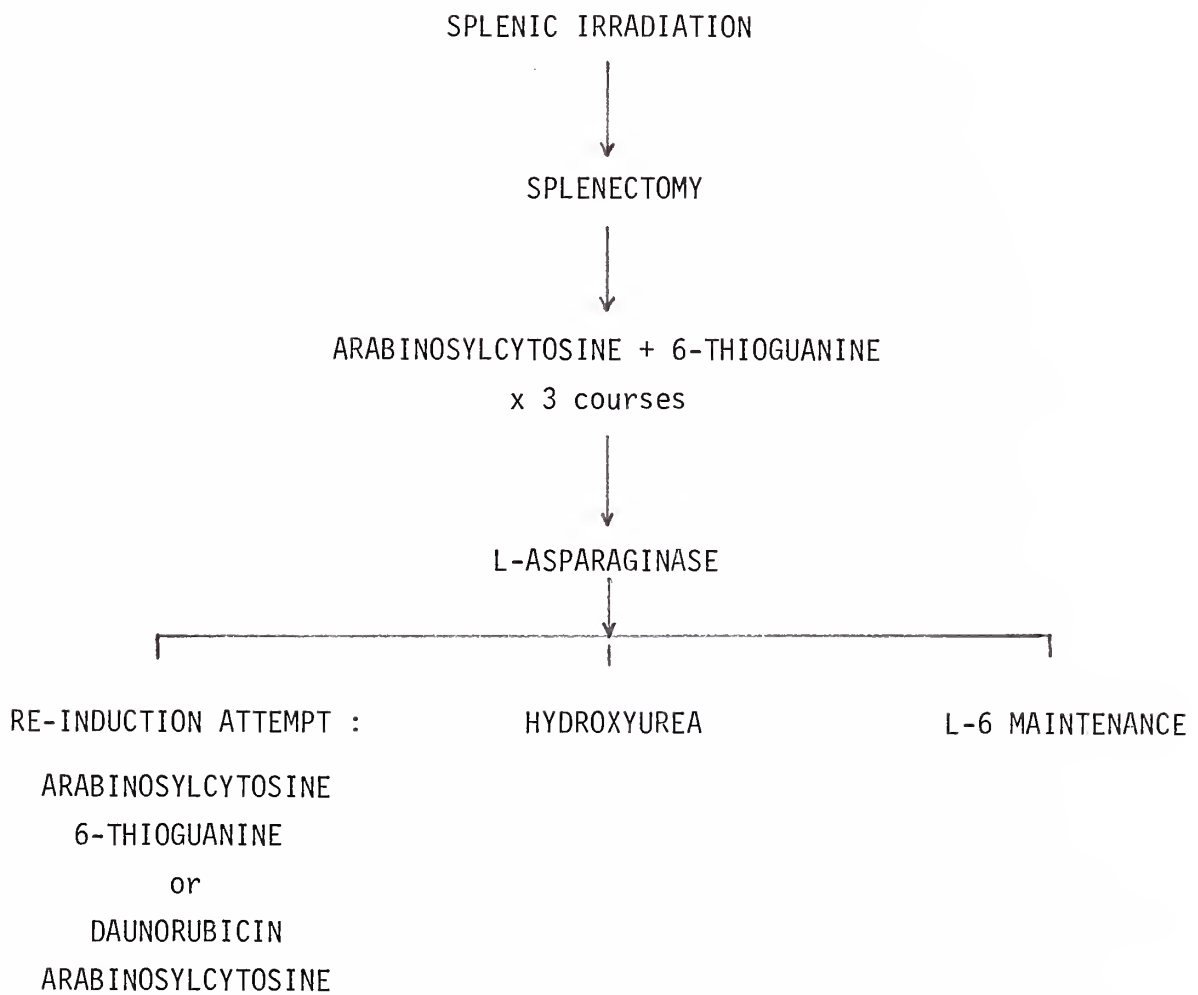 SPLENIC IRRADIATION
SPLENECTOMY
ARABINOSYLCYTOSINE + 6-THIOGUANINE
x 3 courses
L-ASPARAGINASE
RE-INDUCTION ATTEMPT :
HYDROXYUREA
L-6 MAINTENANCE
ARABINOSYLCYTOSINE
6-THIOGUANINE
or
DAUNORUBICIN
ARABINOSYLCYTOSINE